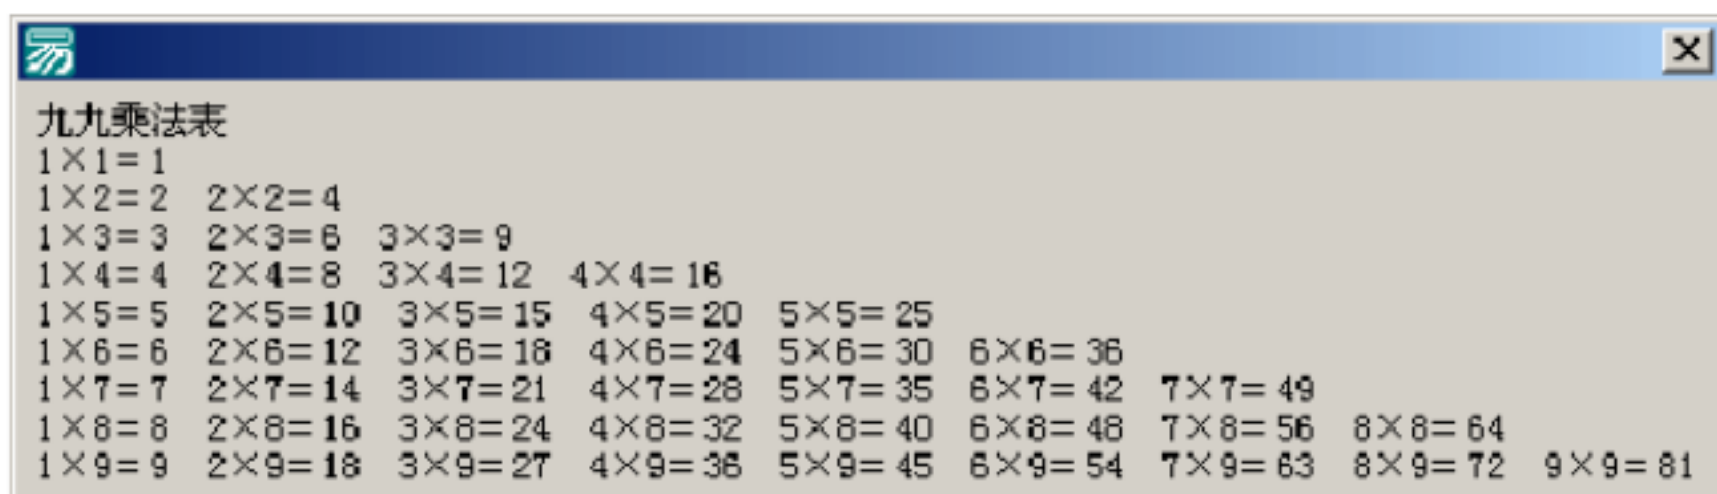 易
九九乘法表
1×1=1
1×2=2 2×2=4
1×3=3 2×3=6 3×3=9
1×4=4 2×4=8 3×4=12 4×4=16
1×5=5 2×5=10 3×5=15 4×5=20 5×5=25
1×6=6 2×6=12 3×6=18 4×6=24 5×6=30 6×6=36
1×7=7 2×7=14 3×7=21 4×7=28 5×7=35 6×7=42 7×7=49
1×8=8 2×8=16 3×8=24 4×8=32 5×8=40 6×8=48 7×8=56 8×8=64
1×9=9 2×9=18 3×9=27 4×9=36 5×9=45 6×9=54 7×9=63 8×9=72 9×9=81